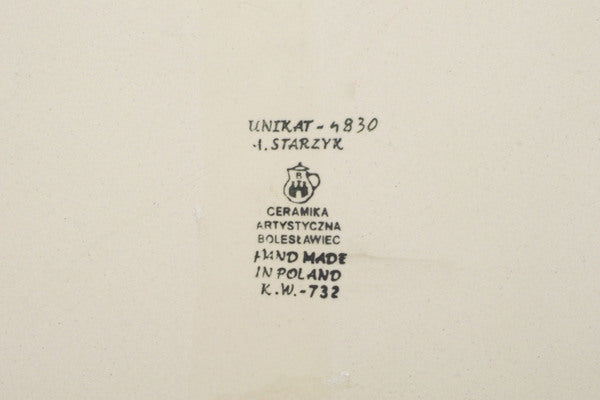 UNIKAT - 4830
A. STARZYK
B
CERAMIKA
ARTYSTYCZNA
BOLESŁAWIEC
HAND MADE
IN POLAND
K.W.-732